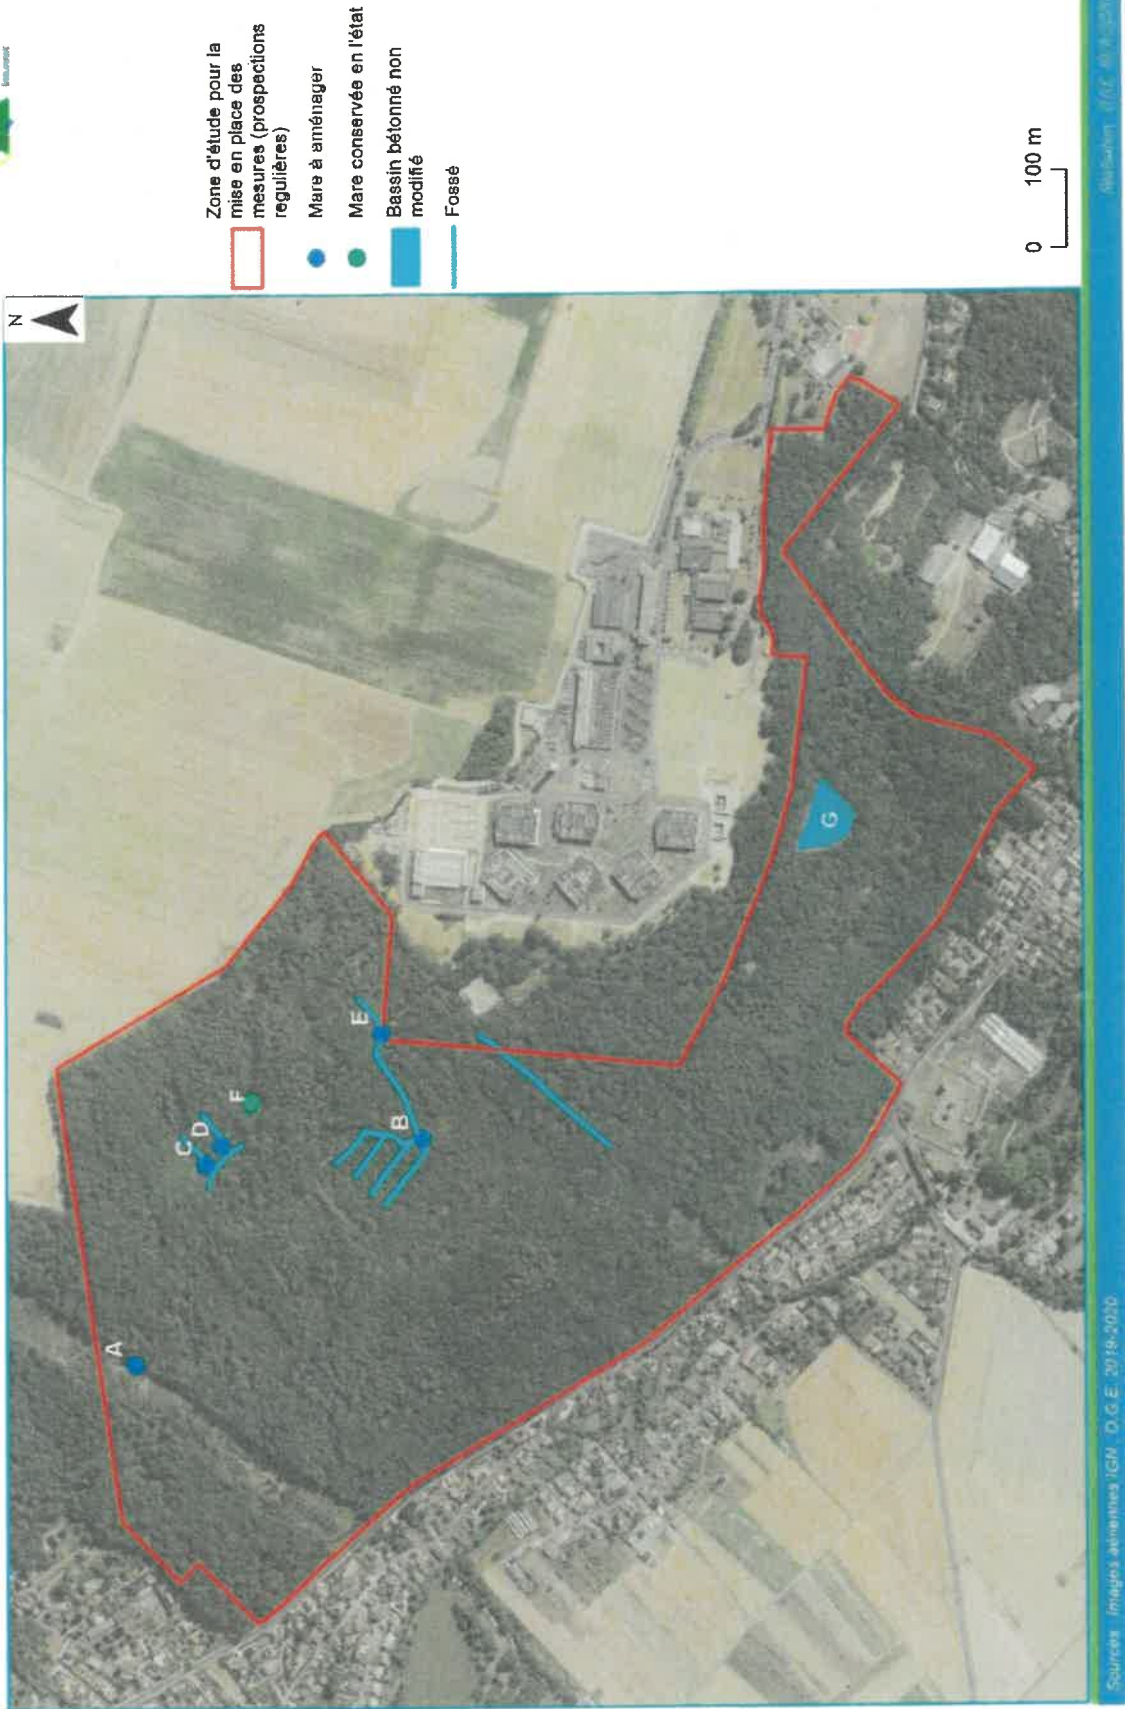 N
Zone d'étude pour la
mise en place des
mesures (prospections
regulières)
Mare à aménager
Mare conservée en l'état
Bassin bétonné non
modifié
Fossé
0 100 m
A
C
D
F
E
B
G
Sources : Images aériennes IGN, O.G.E. 2019-2020